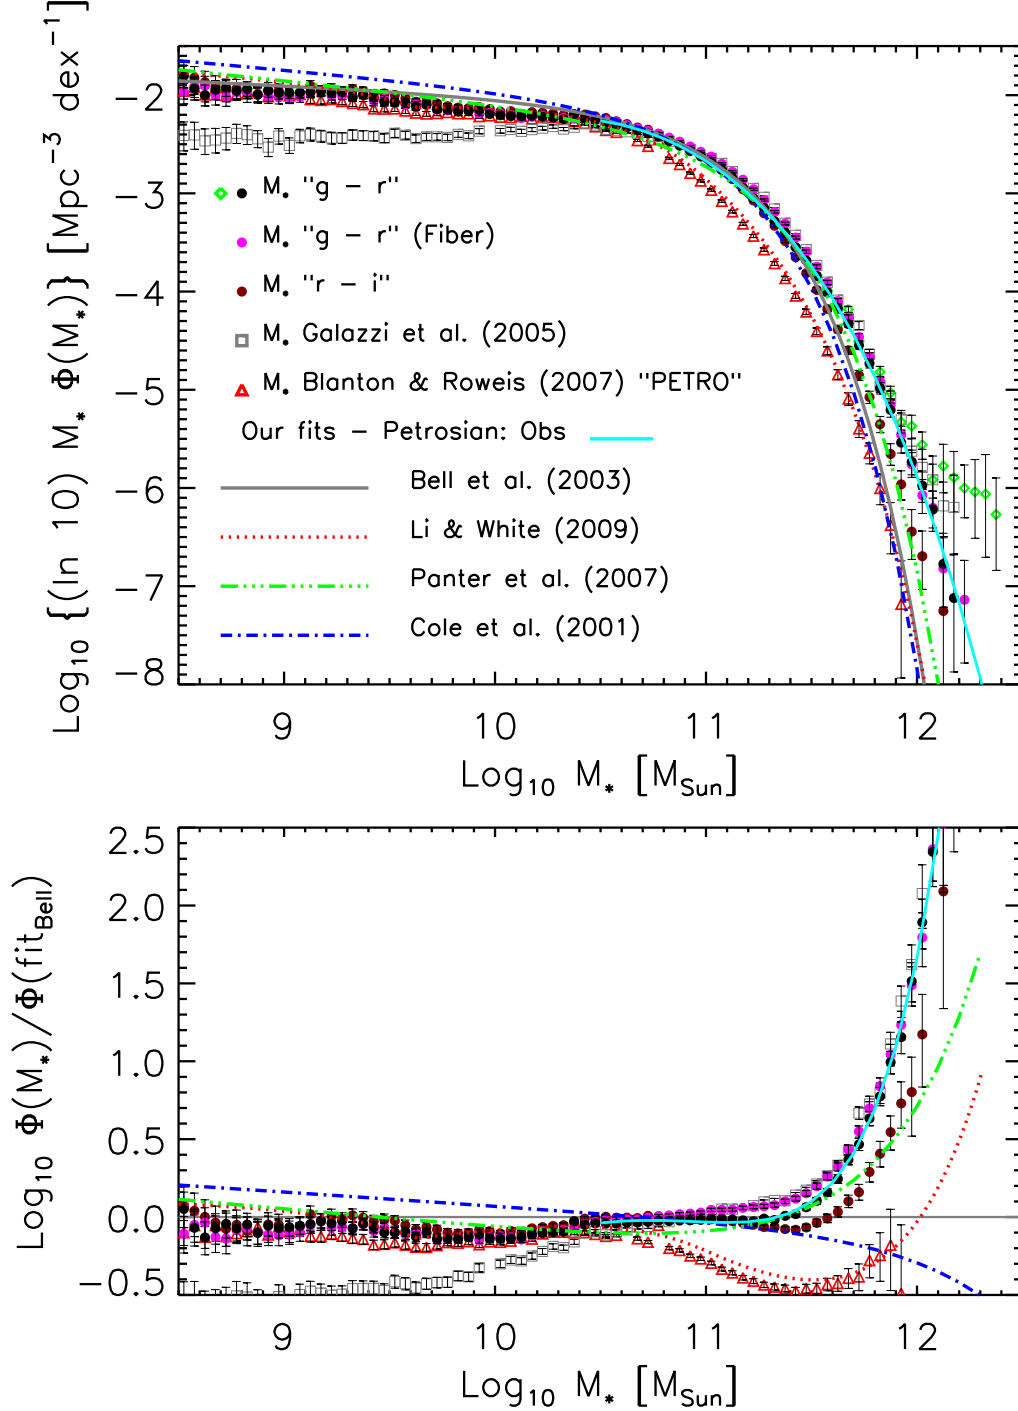 Log10 {(ln 10) M* Φ(M*)} [Mpc−3 dex−1]
−2
−3
−4
−5
−6
−7
−8
M* "g − r"
M* "g − r" (Fiber)
M* "r − i"
M* Galazzi et al. (2005)
M* Blanton & Roweis (2007) "PETRO"
Our fits − Petrosian: Obs
Bell et al. (2003)
Li & White (2009)
Panter et al. (2007)
Cole et al. (2001)
9 10 11 12
Log10 M* [MSun]
Log10 Φ(M*)/Φ(fitBell)
2.5
2.0
1.5
1.0
0.5
0.0
−0.5
9 10 11 12
Log10 M* [MSun]